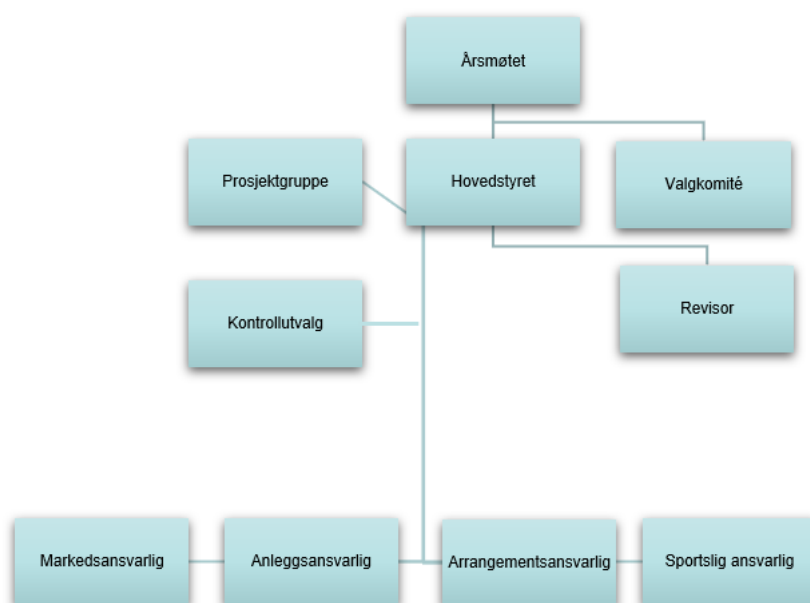 Årsmøtet
Prosjektgruppe
Hovedstyret
Valgkomité
Kontrollutvalg
Revisor
Markedsansvarlig
Anleggsansvarlig
Arrangementsansvarlig
Sportslig ansvarlig